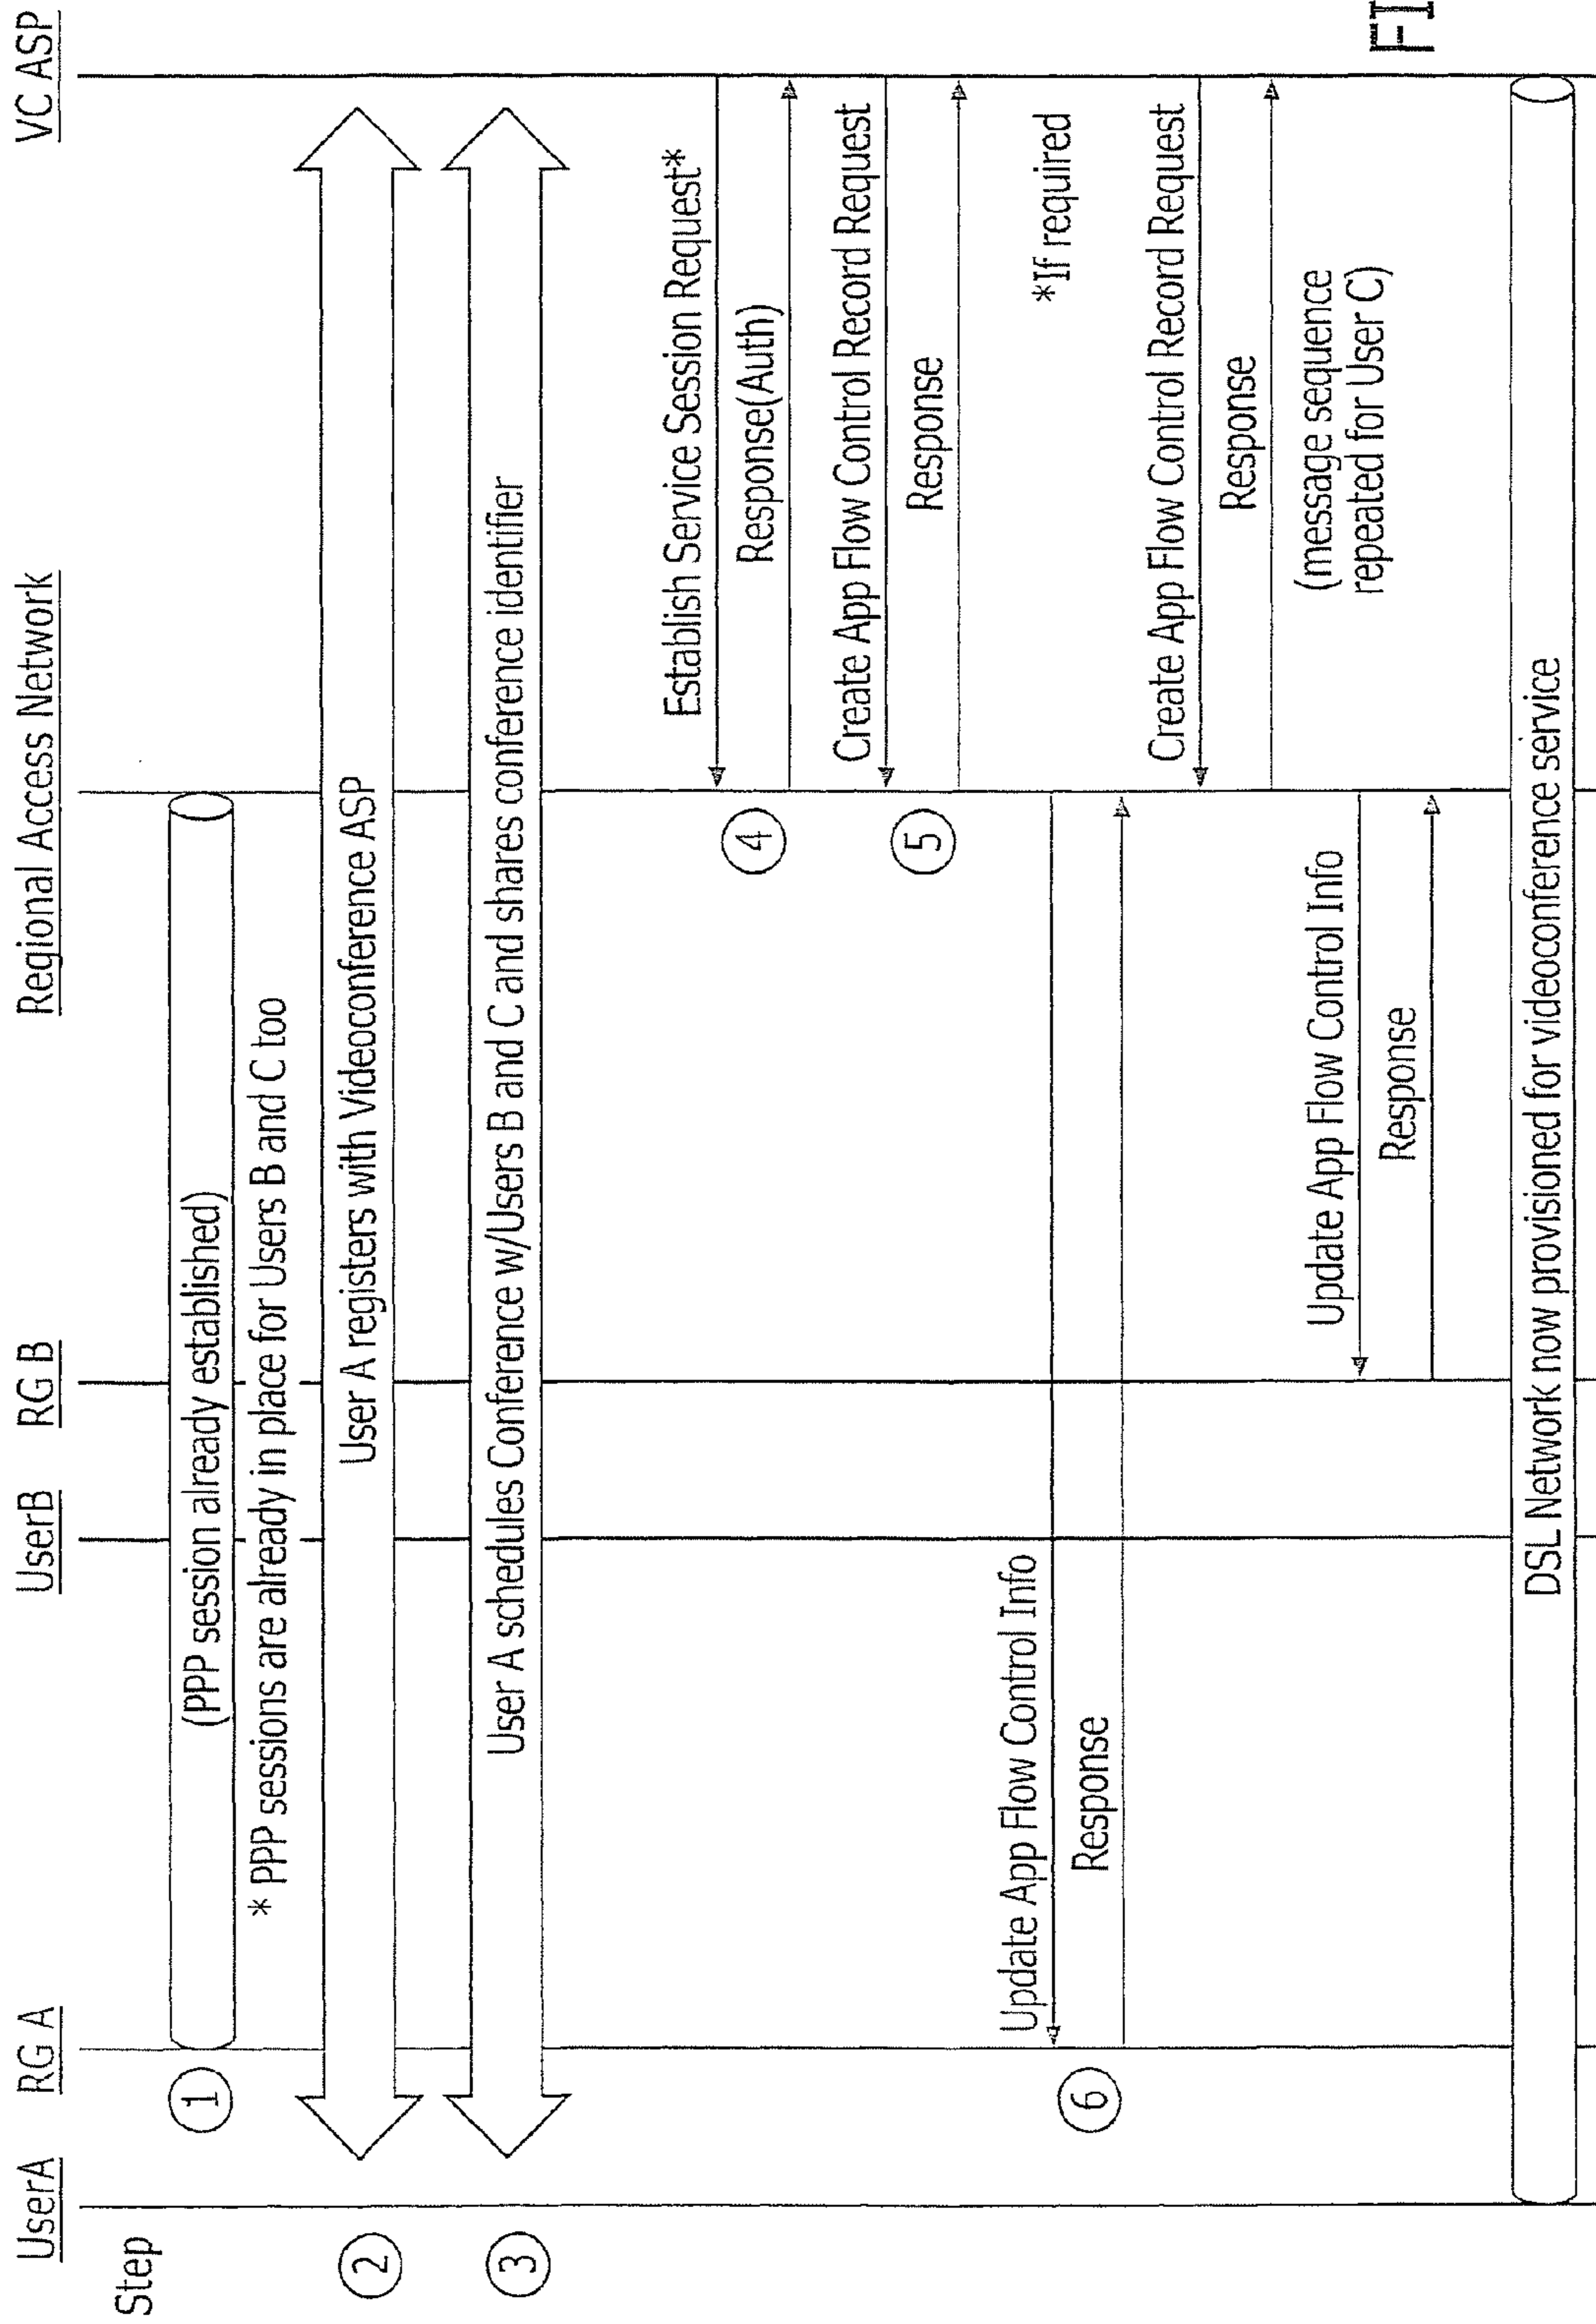 UserA
RG A
UserB
RG B
Regional Access Network
VC ASP
Step
1
(PPP session already established)
* PPP sessions are already in place for Users B and C too
2
User A registers with Videoconference ASP
3
User A schedules Conference w/Users B and C and shares conference identifier
Establish Service Session Request*
4
Response(Auth)
Create App Flow Control Record Request
5
Response
Update App Flow Control Info
*If required
6
Response
Create App Flow Control Record Request
Response
Update App Flow Control Info
(message sequence
repeated for User C)
Response
DSL Network now provisioned for videoconference service
FI